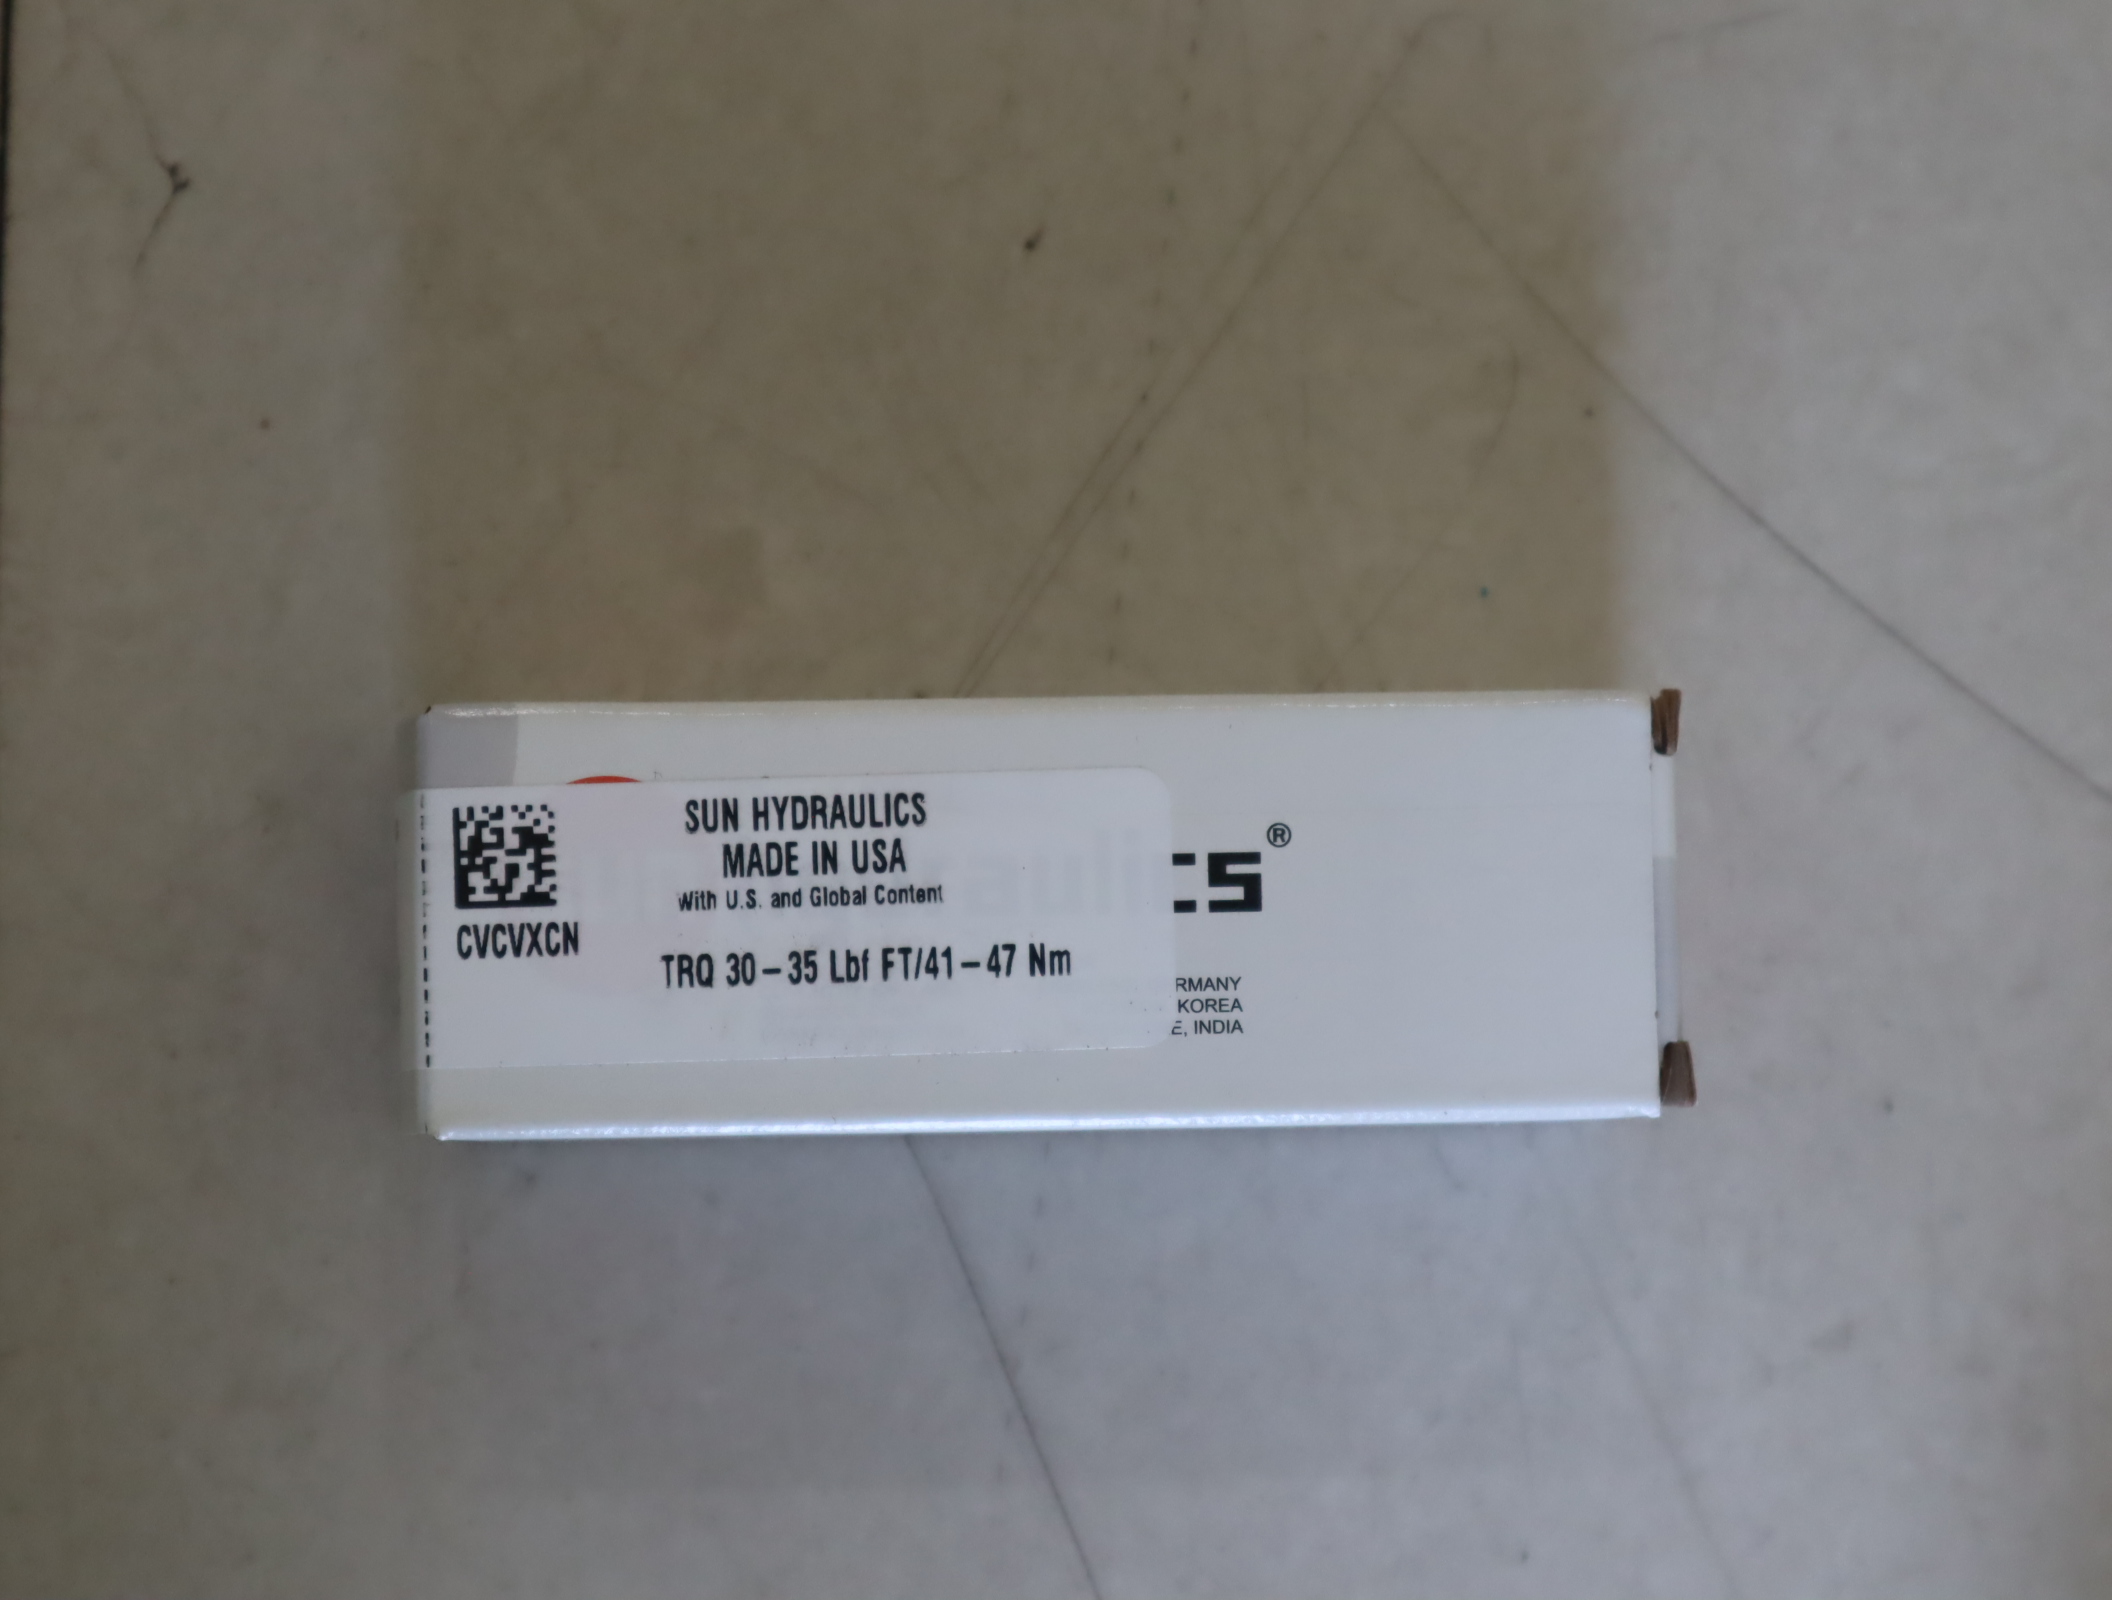 SUN HYDRAULICS
MADE IN USA
With U.S. and Global Content
CVCVXCN
TRQ 30-35 Lbf FT/41-47 Nm
CS®
RMANY
KOREA
E, INDIA